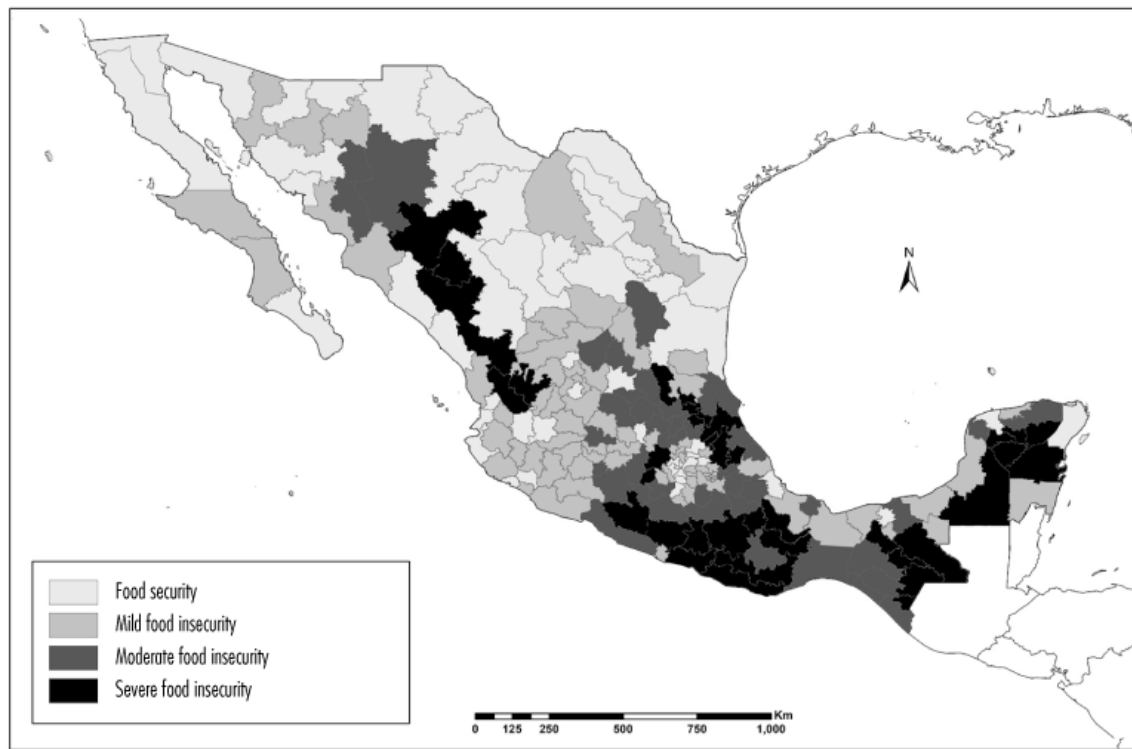 N
Food security
Mild food insecurity
Moderate food insecurity
Severe food insecurity
Km
0 125 250 500 750 1,000